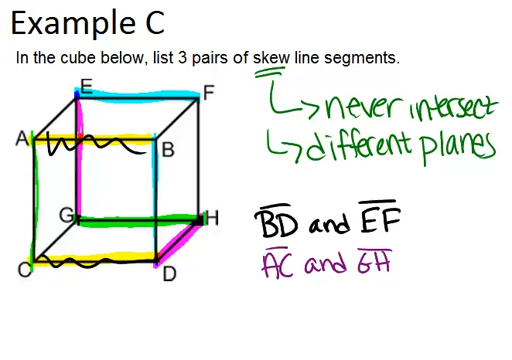 Example C
In the cube below, list 3 pairs of skew line segments.
E
F
never intersect
A
B
different planes
G
H
BD and EF
AC and GH
C
D